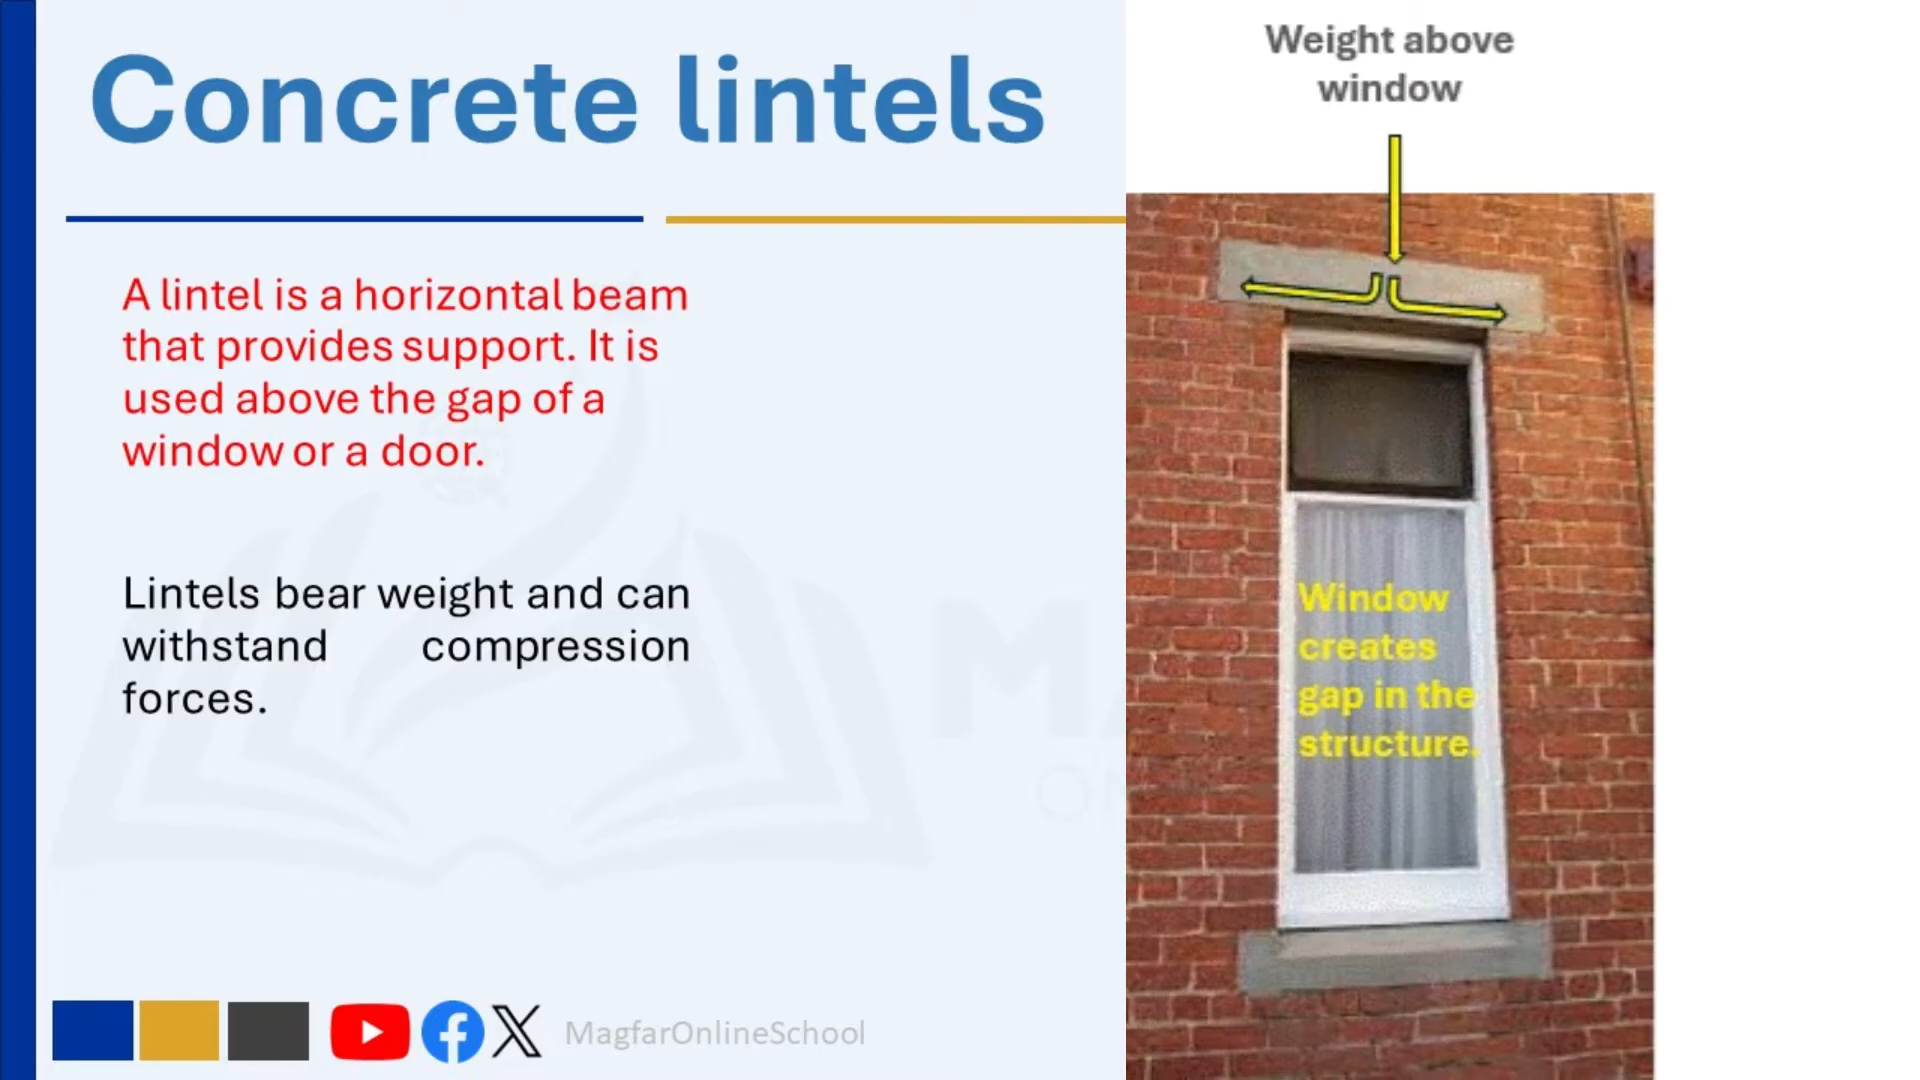 Concrete lintels
A lintel is a horizontal beam
that provides support. It is
used above the gap of a
window or a door.
Lintels bear weight and can
withstand compression
forces.
Weight above
window
Window
creates
gap in the
structure.
MagfarOnlineSchool